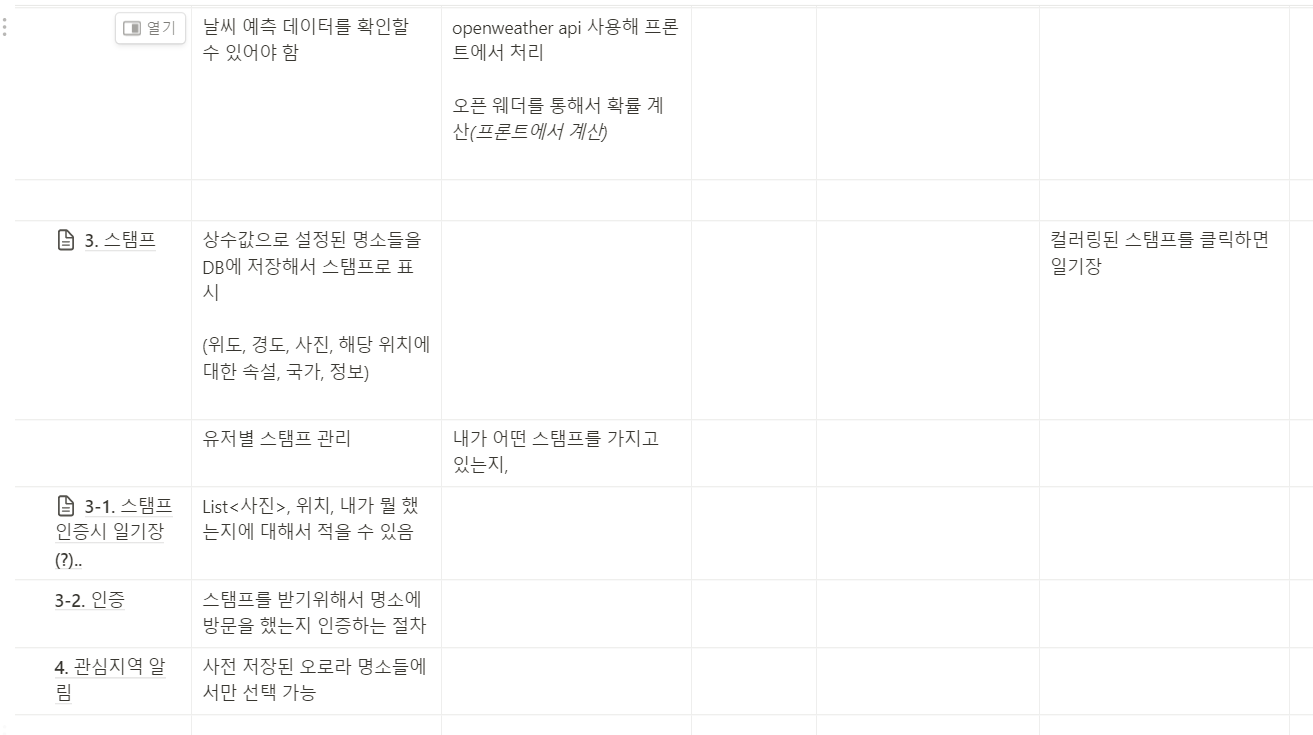 열기
날씨 예측 데이터를 확인할
수 있어야 함
openweather api 사용해 프론
트에서 처리
오픈 웨더를 통해서 확률 계
산(프론트에서 계산)
3. 스탬프
상수값으로 설정된 명소들을
DB에 저장해서 스탬프로 표
시
(위도, 경도, 사진, 해당 위치에
대한 속설, 국가, 정보)
컬러링된 스탬프를 클릭하면
일기장
유저별 스탬프 관리
내가 어떤 스탬프를 가지고
있는지,
3-1. 스탬프
인증시 일기장
(?)..
List<사진>, 위치, 내가 뭘 했
는지에 대해서 적을 수 있음
3-2. 인증
스탬프를 받기위해서 명소에
방문을 했는지 인증하는 절차
4. 관심지역 알
림
사전 저장된 오로라 명소들에
서만 선택 가능